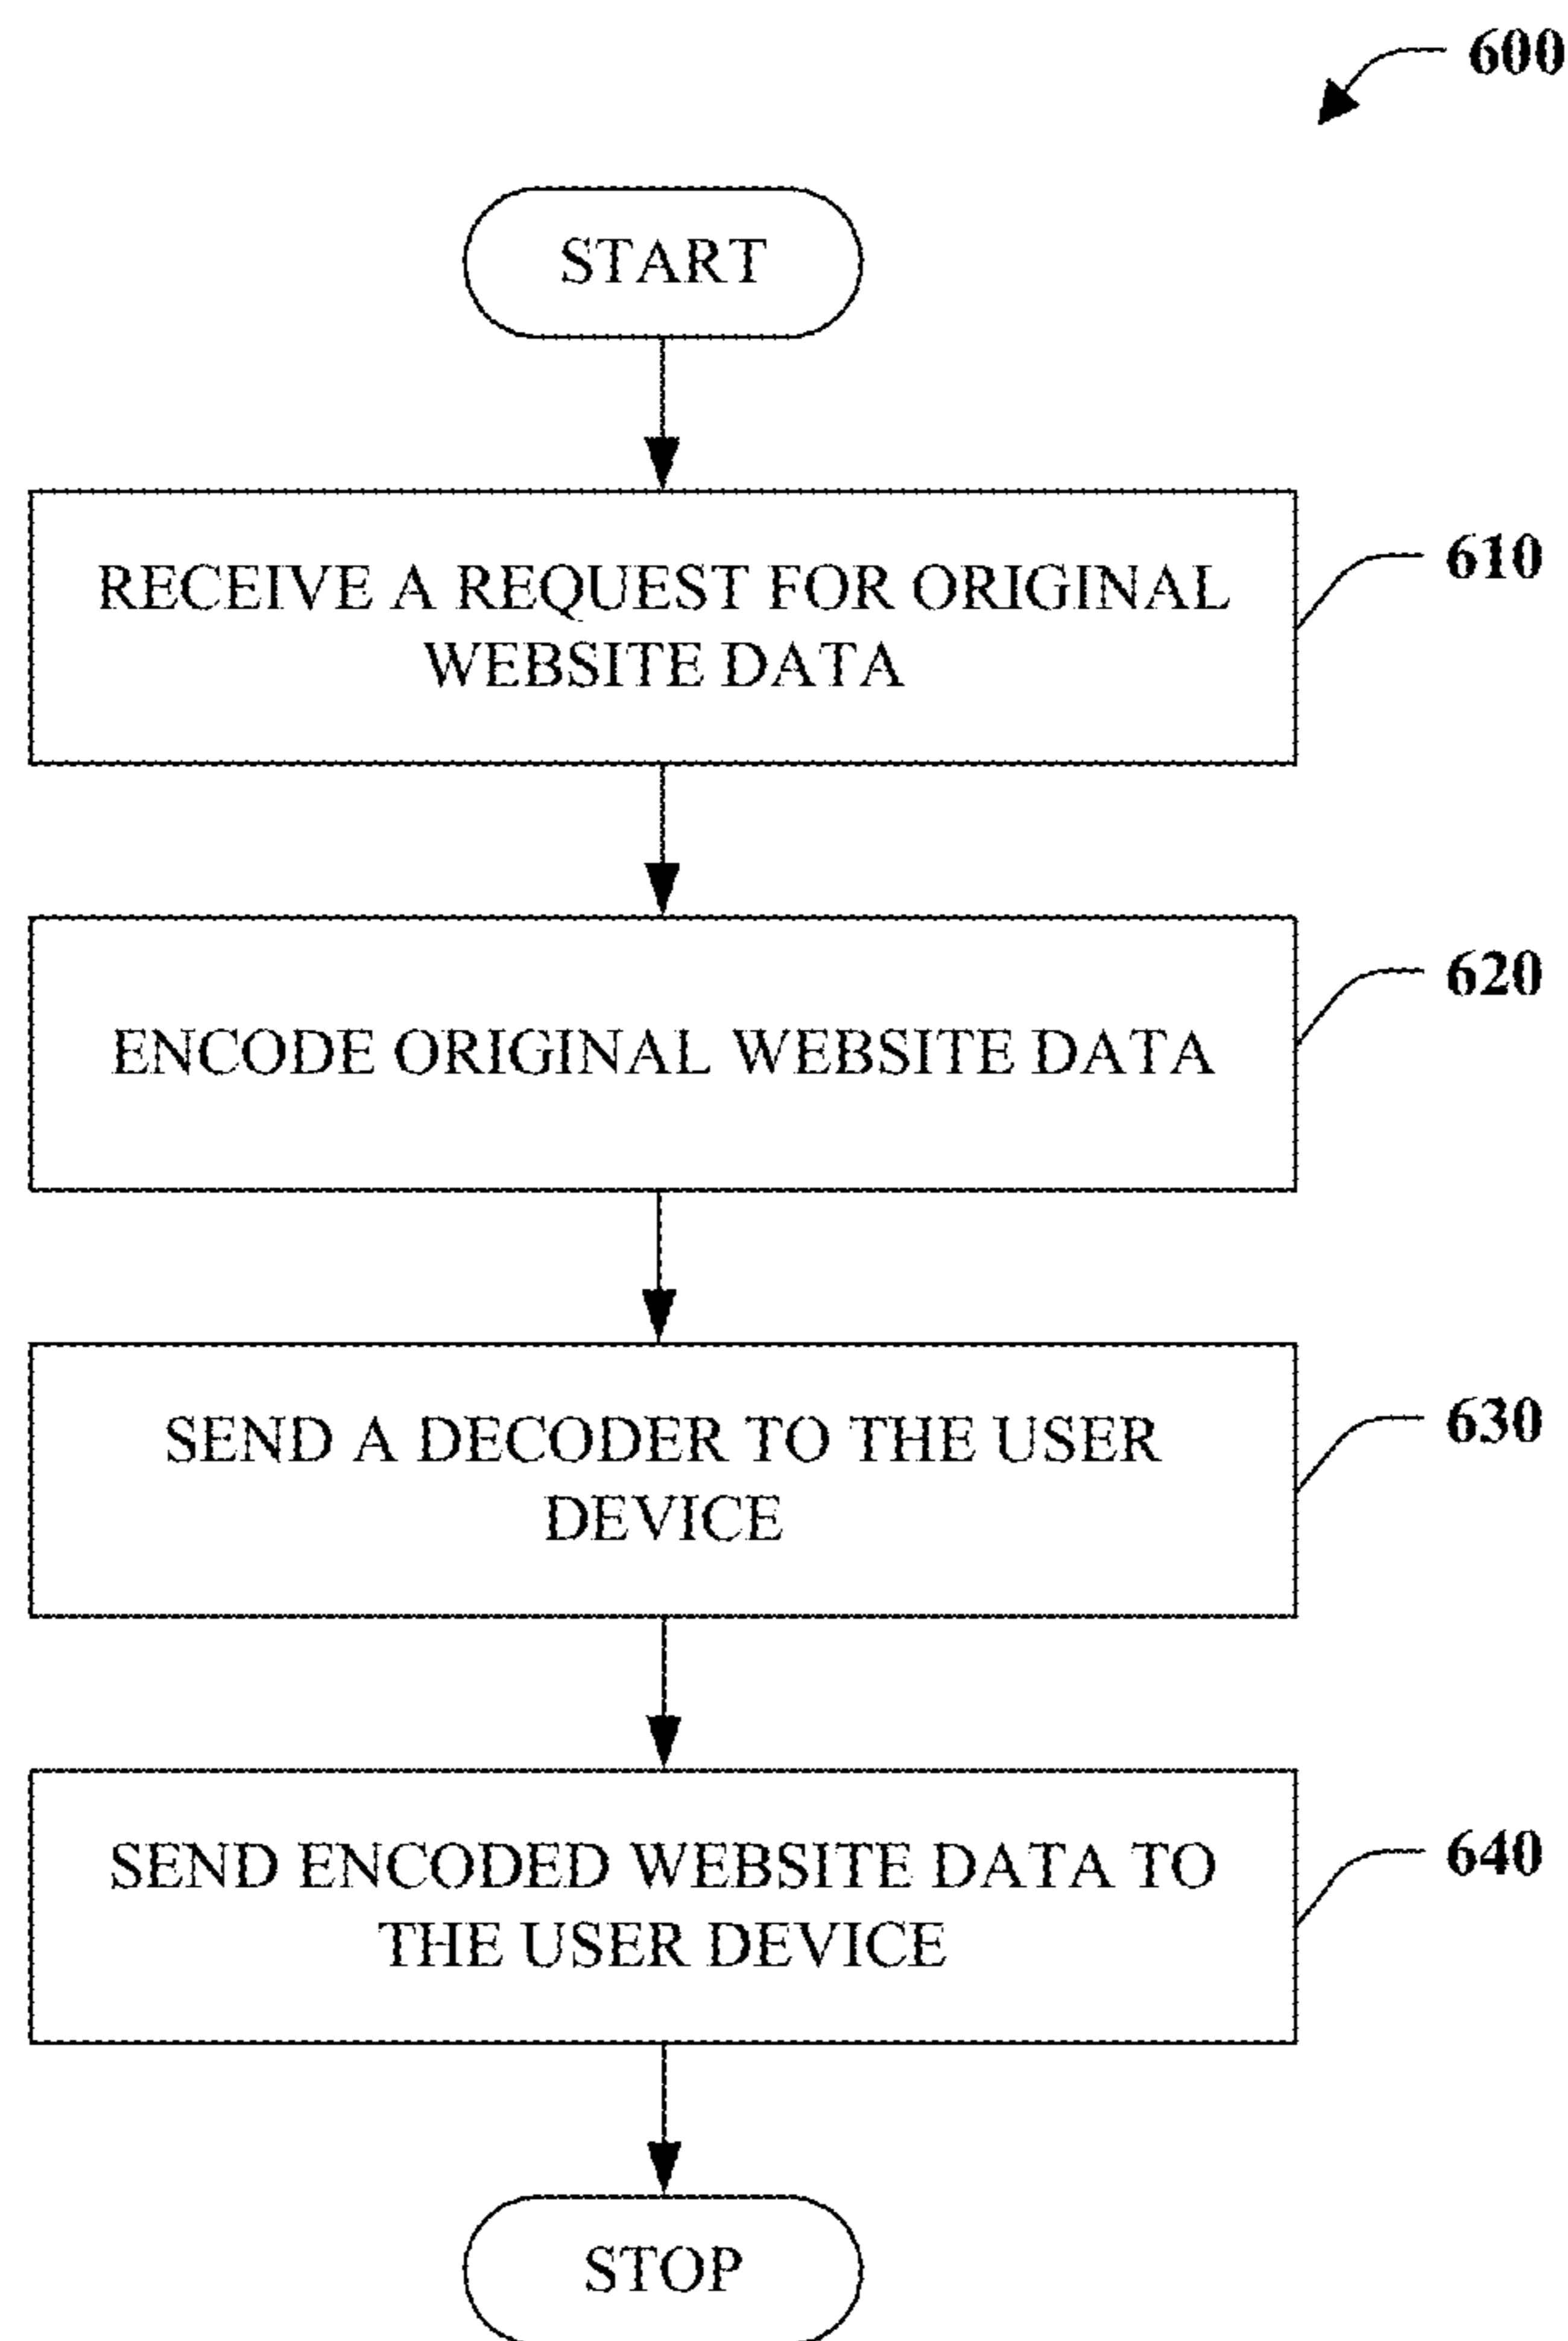 600
START
RECEIVE A REQUEST FOR ORIGINAL
WEBSITE DATA
610
ENCODE ORIGINAL WEBSITE DATA
620
SEND A DECODER TO THE USER
DEVICE
630
SEND ENCODED WEBSITE DATA TO
THE USER DEVICE
640
STOP